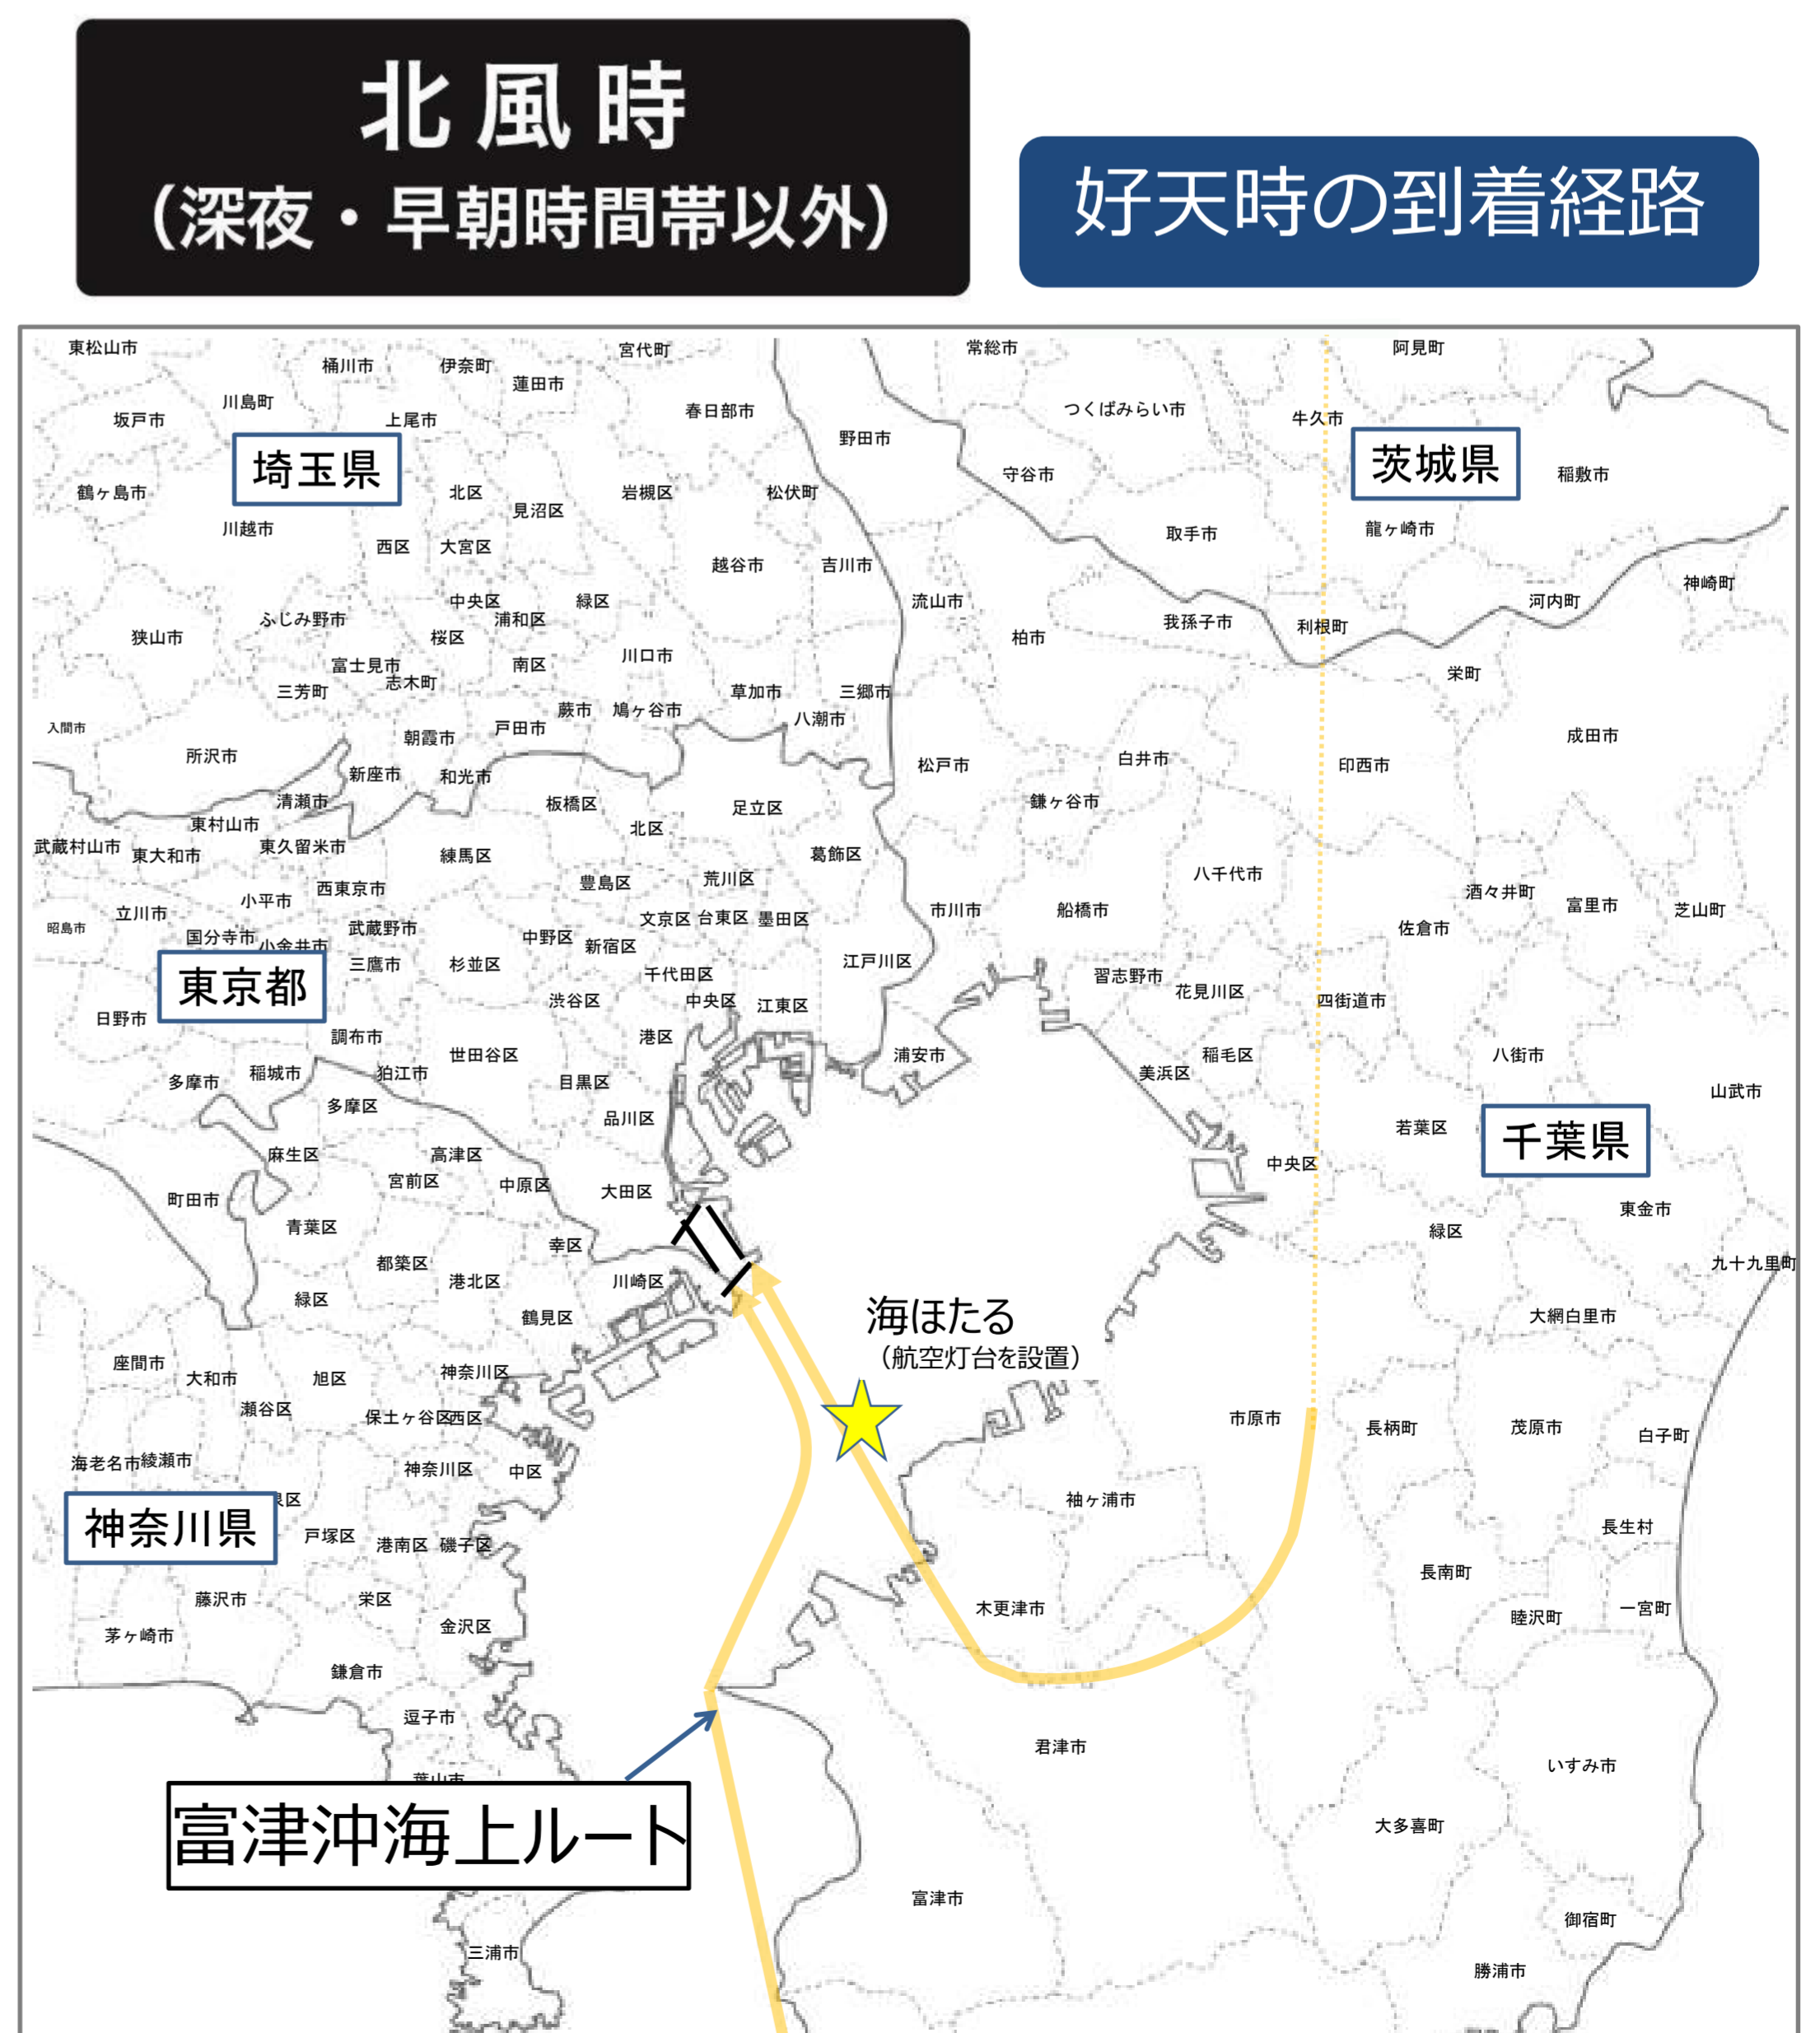 北風時
（深夜・早朝時間帯以外）
好天時の到着経路
東松山市
桶川市
伊奈町
宮代町
常総市
阿見町
蓮田市
川島町
坂戸市
上尾市
春日部市
つくばみらい市
牛久市
野田市
埼玉県
茨城県
守谷市
稲敷市
鶴ヶ島市
北区
岩槻区
松伏町
見沼区
川越市
取手市
龍ヶ崎市
西区
大宮区
越谷市
吉川市
神崎町
中央区
緑区
流山市
河内町
ふじみ野市
浦和区
我孫子市
利根町
狭山市
桜区
柏市
富士見市
南区
川口市
栄町
三芳町
志木町
草加市
三郷市
入間市
蕨市
鳩ヶ谷市
八潮市
朝霞市
戸田市
成田市
所沢市
新座市
和光市
松戸市
白井市
印西市
清瀬市
板橋区
足立区
鎌ヶ谷市
東村山市
北区
武蔵村山市
東大和市
東久留米市
練馬区
葛飾区
豊島区
荒川区
八千代市
小平市
西東京市
酒々井町
富里市
芝山町
立川市
市川市
船橋市
昭島市
国分寺市
小金井市
武蔵野市
文京区
台東区
墨田区
佐倉市
中野区
新宿区
三鷹市
杉並区
江戸川区
東京都
千代田区
習志野市
花見川区
渋谷区
中央区
江東区
四街道市
日野市
調布市
港区
世田谷区
浦安市
稲毛区
八街市
多摩市
稲城市
狛江市
目黒区
美浜区
山武市
多摩区
品川区
若葉区
千葉県
麻生区
高津区
中央区
宮前区
中原区
大田区
町田市
東金市
青葉区
幸区
緑区
都築区
港北区
川崎区
九十九里町
緑区
鶴見区
海ほたる
（航空灯台を設置）
大網白里市
座間市
大和市
旭区
神奈川区
瀬谷区
保土ヶ谷区
西区
市原市
長柄町
茂原市
白子町
海老名市
綾瀬市
神奈川区
中区
袖ヶ浦市
神奈川県
区
戸塚区
港南区
磯子区
長生村
長南町
藤沢市
栄区
木更津市
睦沢町
一宮町
茅ヶ崎市
金沢区
鎌倉市
逗子市
君津市
いすみ市
葉山市
富津沖海上ルート
大多喜町
富津市
御宿町
三浦市
勝浦市